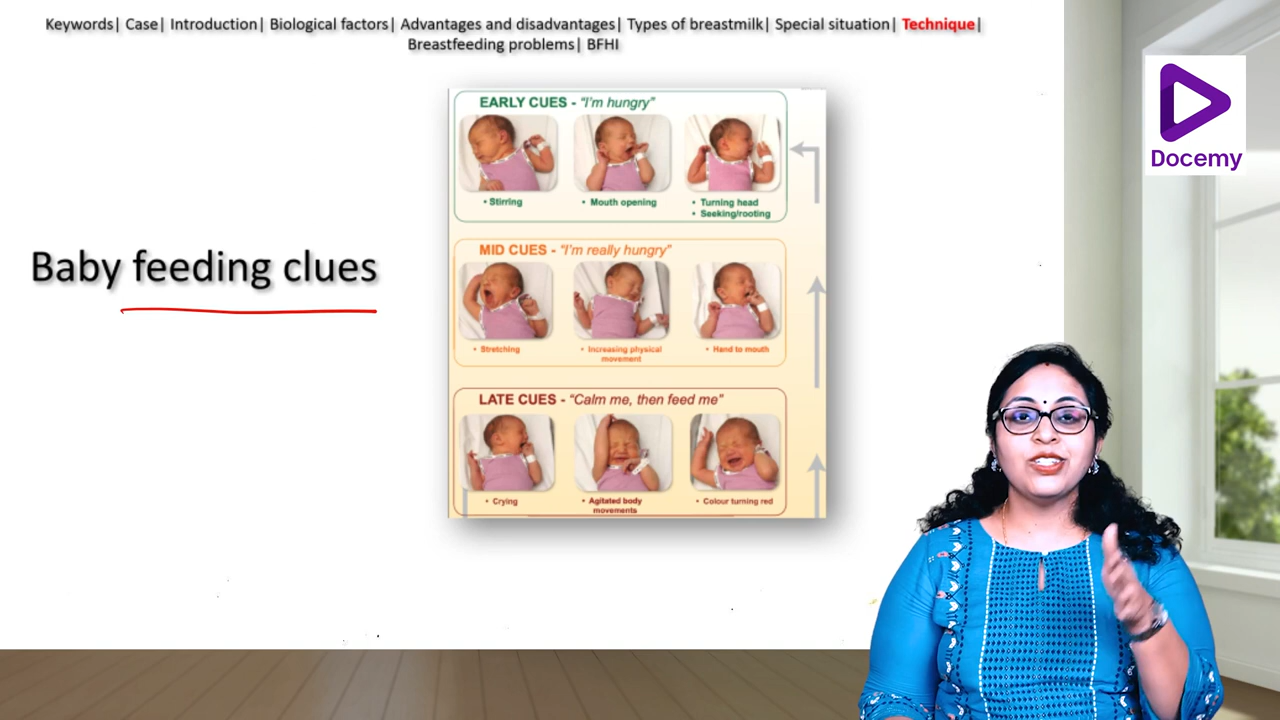 Keywords| Case| Introduction| Biological factors| Advantages and disadvantages| Types of breastmilk| Special situation| Technique|
Breastfeeding problems| BFHI
Docemy
Baby feeding clues
EARLY CUES - "I'm hungry"
• Stirring
• Mouth opening
• Turning head
• Seeking/rooting
MID CUES - "I'm really hungry"
• Stretching
• Increasing physical
movement
• Hand to mouth
LATE CUES - "Calm me, then feed me"
• Crying
• Agitated body
movements
• Colour turning red